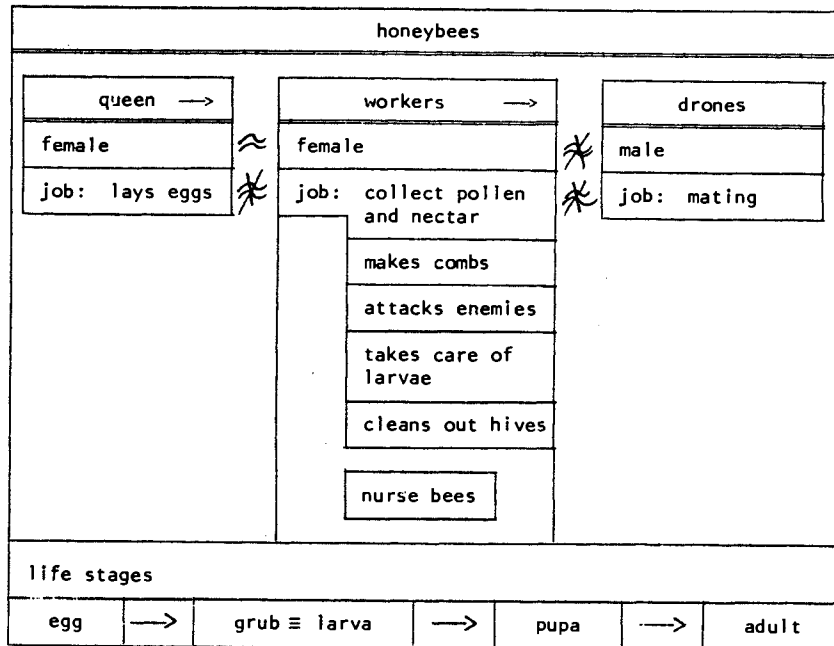 honeybees
queen →
workers →
drones
female ≈ female ≉ male
job: lays eggs ≉ job: collect pollen and nectar ≉ job: mating
makes combs
attacks enemies
takes care of
larvae
cleans out hives
nurse bees
life stages
egg → grub ≡ larva → pupa → adult